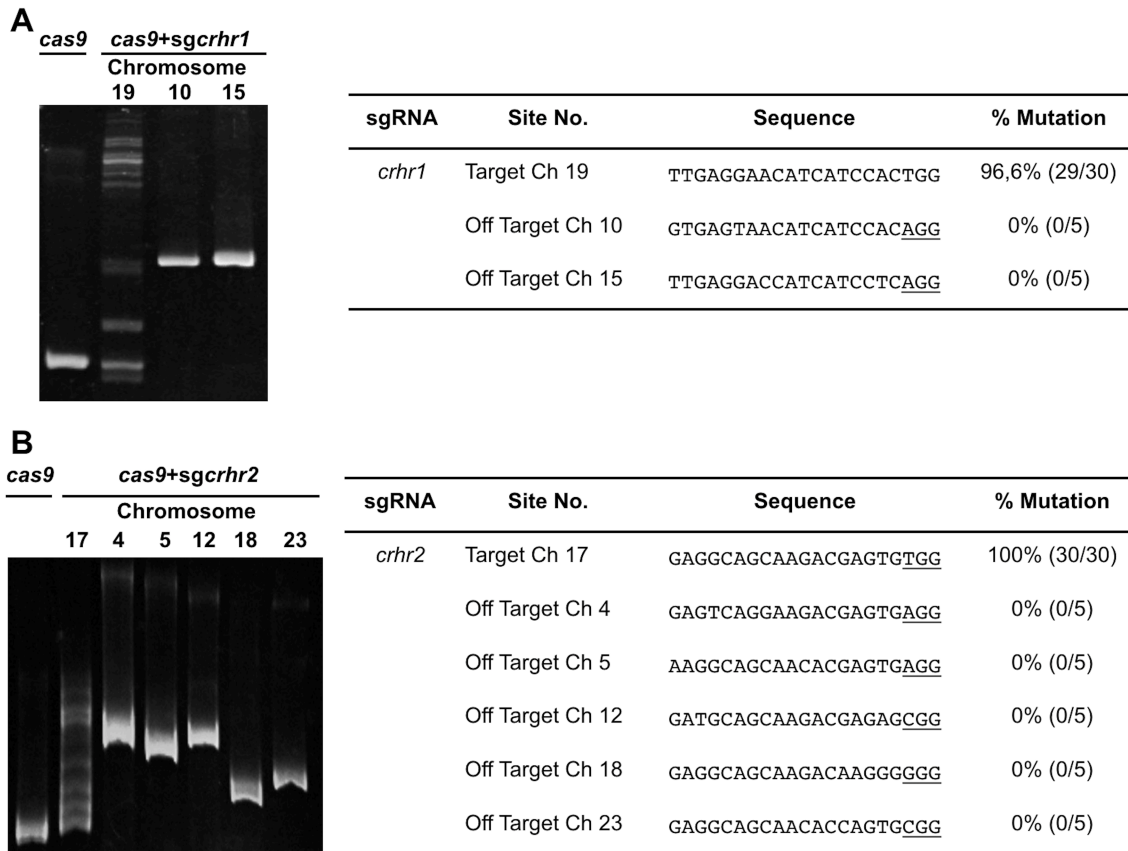 A
cas9 cas9+sgcrhr1
Chromosome
19 10 15
sgRNA Site No. Sequence % Mutation
crhr1 Target Ch 19 TTGAGGAACATCATCCACTGG 96,6% (29/30)
Off Target Ch 10 GTGAGTAACATCATCCACAGG 0% (0/5)
Off Target Ch 15 TTGAGGACCATCATCCTCAGG 0% (0/5)
B
cas9 cas9+sgcrhr2
Chromosome
17 4 5 12 18 23
sgRNA Site No. Sequence % Mutation
crhr2 Target Ch 17 GAGGCAGCAAGACGAGTGTGG 100% (30/30)
Off Target Ch 4 GAGTCAGGAAGACGAGTGAGG 0% (0/5)
Off Target Ch 5 AAGGCAGCAACACGAGTGAGG 0% (0/5)
Off Target Ch 12 GATGCAGCAAGACGAGAGCGG 0% (0/5)
Off Target Ch 18 GAGGCAGCAAGACAAGGGGGG 0% (0/5)
Off Target Ch 23 GAGGCAGCAACACCAGTGCGG 0% (0/5)